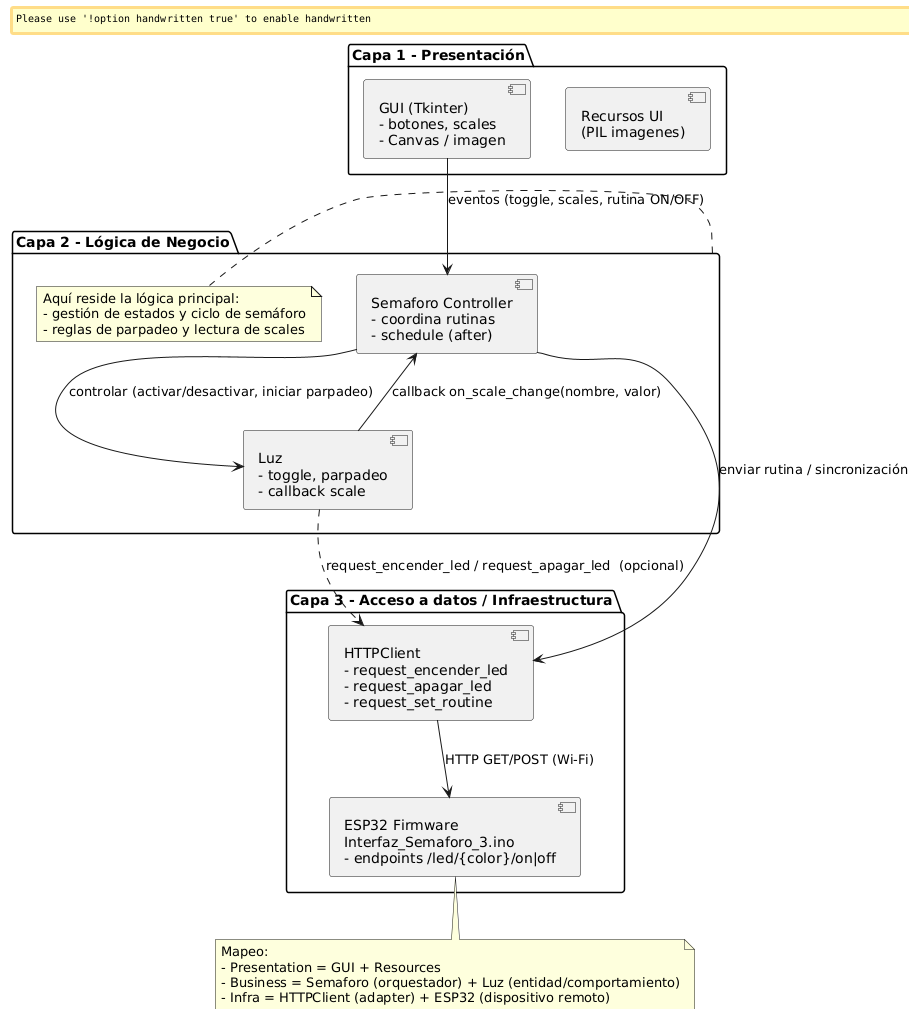 Please use '!option handwritten true' to enable handwritten
Capa 1 - Presentación
GUI (Tkinter)
- botones, scales
- Canvas / imagen
Recursos UI
(PIL imagenes)
eventos (toggle, scales, rutina ON/OFF)
Capa 2 - Lógica de Negocio
Aquí reside la lógica principal:
- gestión de estados y ciclo de semáforo
- reglas de parpadeo y lectura de scales
Semaforo Controller
- coordina rutinas
- schedule (after)
controlar (activar/desactivar, iniciar parpadeo)
callback on_scale_change(nombre, valor)
Luz
- toggle, parpadeo
- callback scale
enviar rutina / sincronización
request_encender_led / request_apagar_led  (opcional)
Capa 3 - Acceso a datos / Infraestructura
HTTPClient
- request_encender_led
- request_apagar_led
- request_set_routine
HTTP GET/POST (Wi-Fi)
ESP32 Firmware
Interfaz_Semaforo_3.ino
- endpoints /led/{color}/on|off
Mapeo:
- Presentation = GUI + Resources
- Business = Semaforo (orquestador) + Luz (entidad/comportamiento)
- Infra = HTTPClient (adapter) + ESP32 (dispositivo remoto)